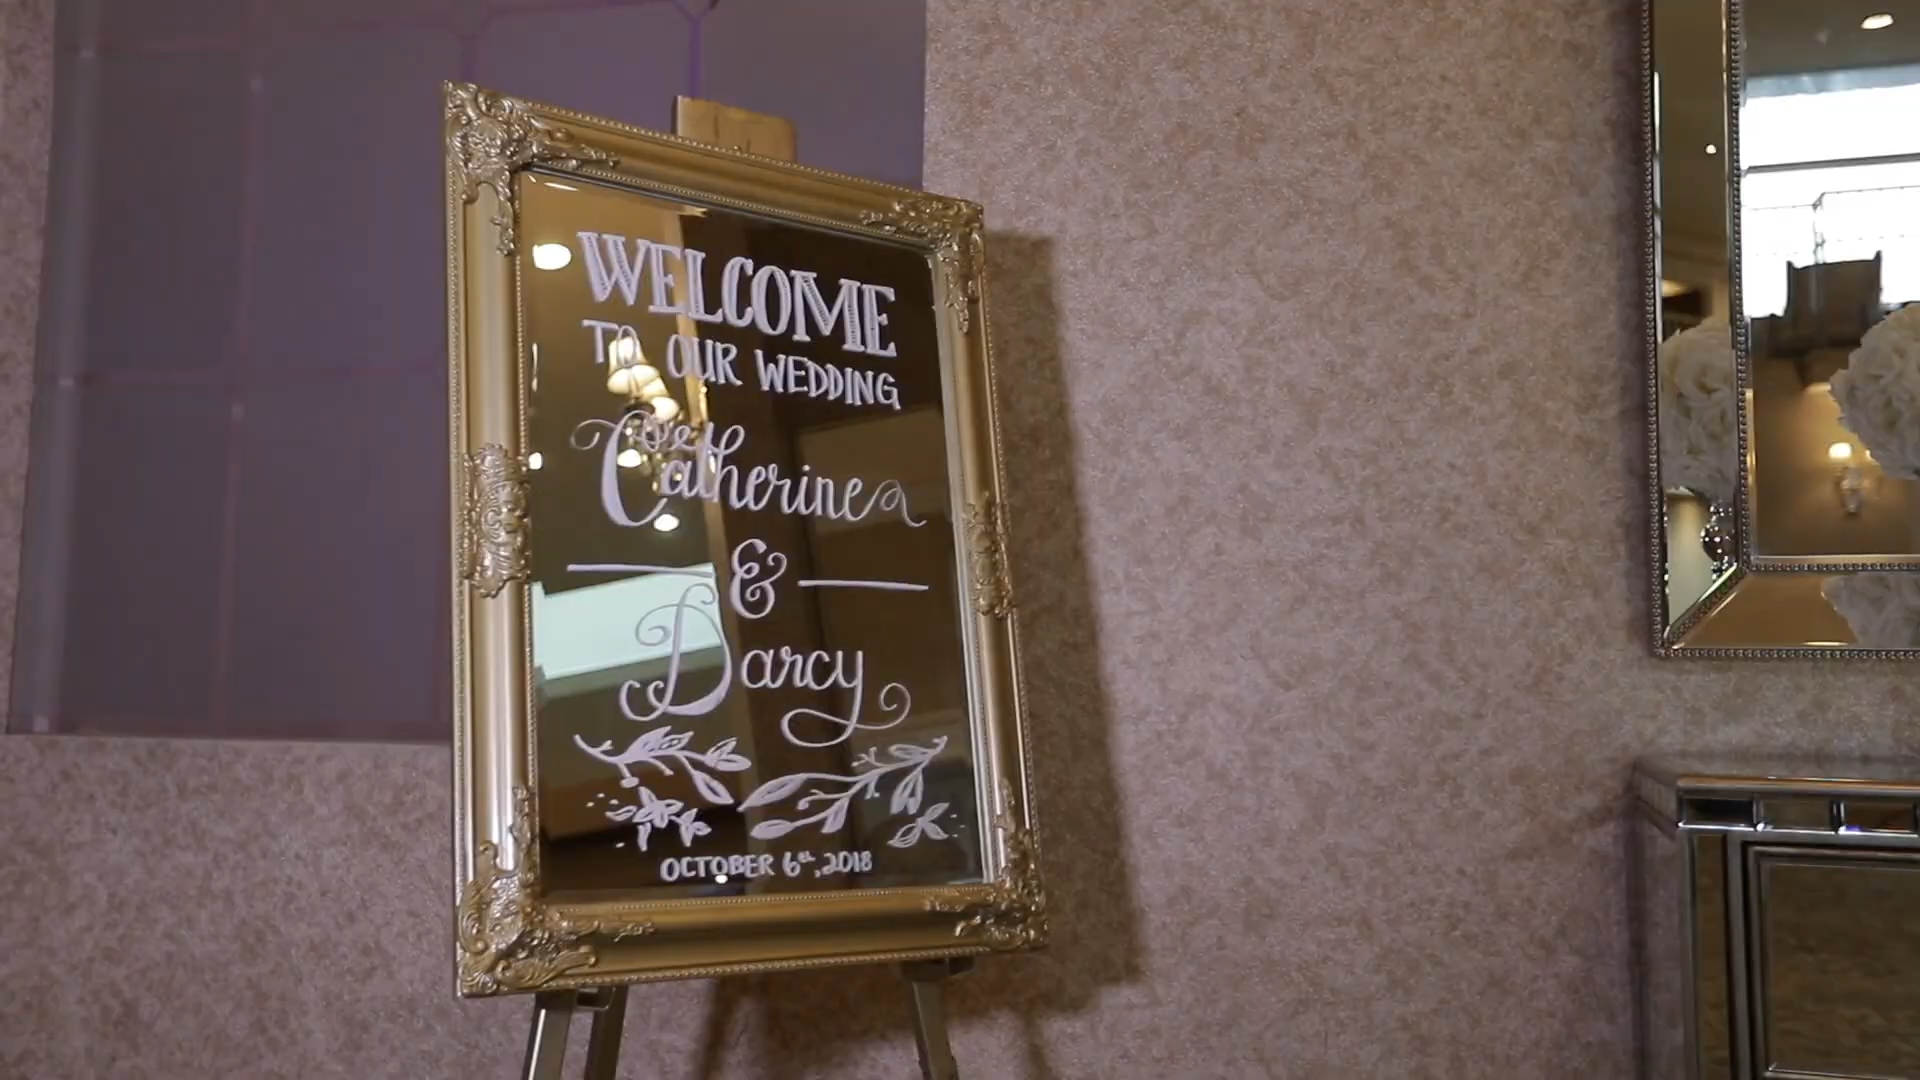 WELCOME
TO OUR WEDDING
Catherine
&
Darcy
OCTOBER 6th, 2018